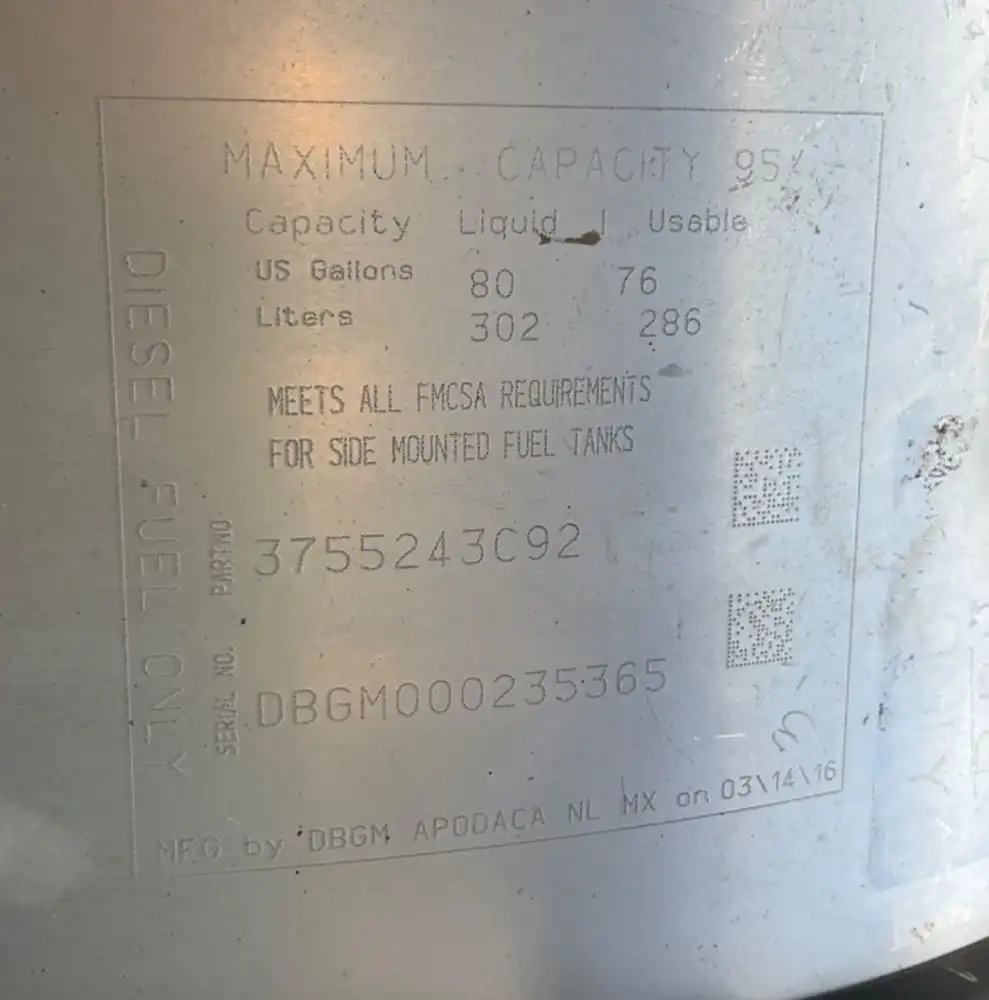 MAXIMUM CAPACITY 95%
Capacity Liquid | Usable
US Gallons 80 76
Liters 302 286
MEETS ALL FMCSA REQUIREMENTS
FOR SIDE MOUNTED FUEL TANKS
DIESEL FUEL ONLY
PARTNO 3755243C92
SERIAL NO. DBGM000235365
MFG by DBGM APODACA NL MX on 03\14\16